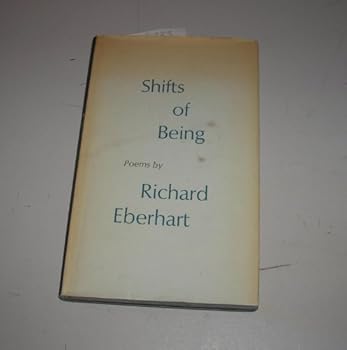 Shifts
of
Being
Poems by
Richard
Eberhart